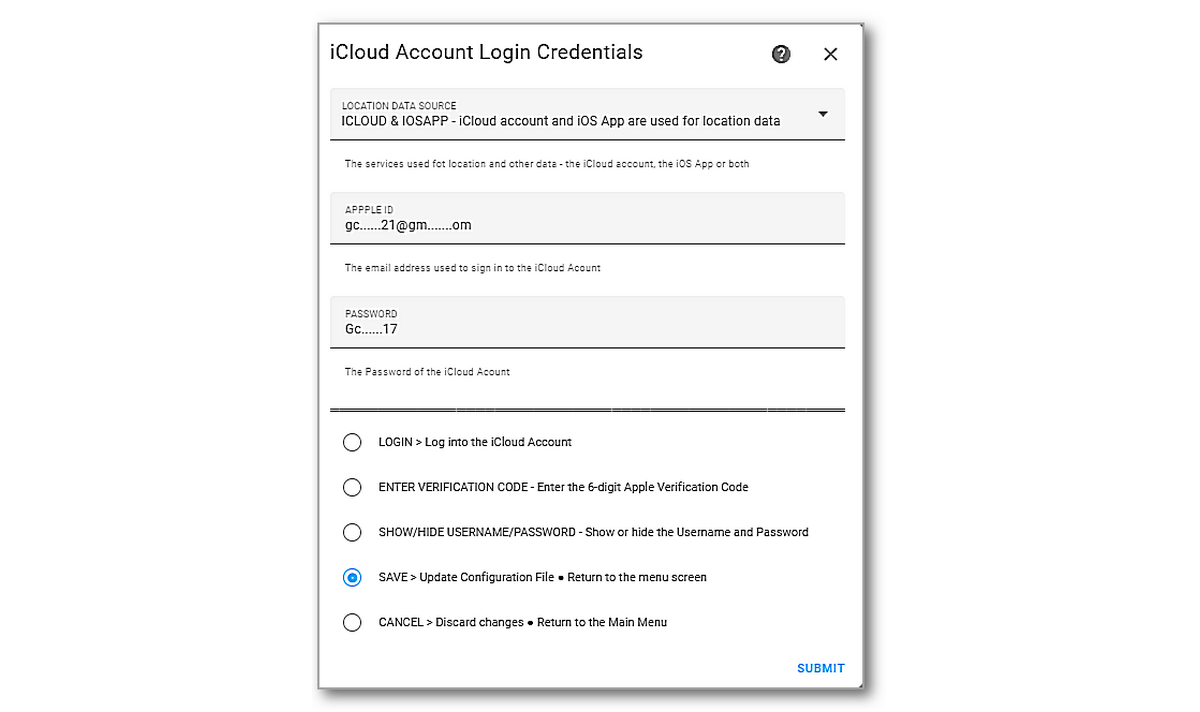 iCloud Account Login Credentials
LOCATION DATA SOURCE
ICLOUD & IOSAPP - iCloud account and iOS App are used for location data
The services used fot location and other data - the iCloud account, the iOS App or both
APPPLE ID
gc......21@gm.......om
The email address used to sign in to the iCloud Acount
PASSWORD
Gc......17
The Password of the iCloud Acount
LOGIN > Log into the iCloud Account
ENTER VERIFICATION CODE - Enter the 6-digit Apple Verification Code
SHOW/HIDE USERNAME/PASSWORD - Show or hide the Username and Password
SAVE > Update Configuration File ● Return to the menu screen
CANCEL > Discard changes ● Return to the Main Menu
SUBMIT